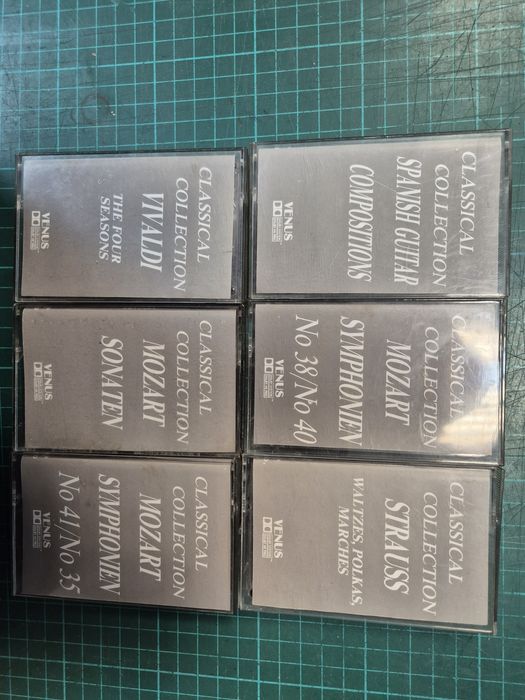 CLASSICAL
COLLECTION
VIVALDI
THE FOUR
SEASONS
VENUS
CLASSICAL
COLLECTION
SPANISH GUITAR
COMPOSITIONS
VENUS
CLASSICAL
COLLECTION
MOZART
SONATEN
VENUS
CLASSICAL
COLLECTION
MOZART
SYMPHONIEN
No 38/No 40
VENUS
CLASSICAL
COLLECTION
MOZART
SYMPHONIEN
No 41/No 35
VENUS
CLASSICAL
COLLECTION
STRAUSS
WALTZES, POLKAS,
MARCHES
VENUS